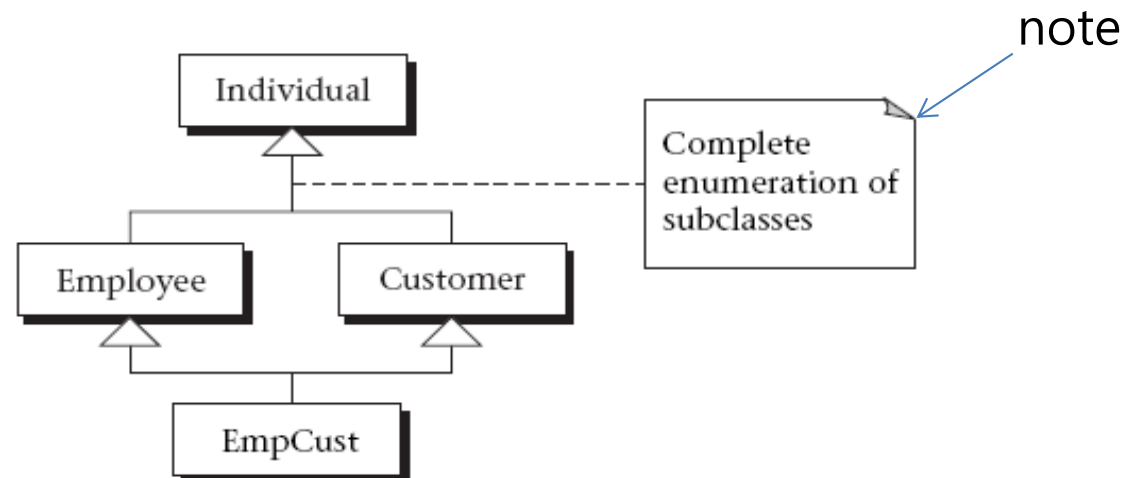 note
Individual
Complete
enumeration of
subclasses
Employee
Customer
EmpCust